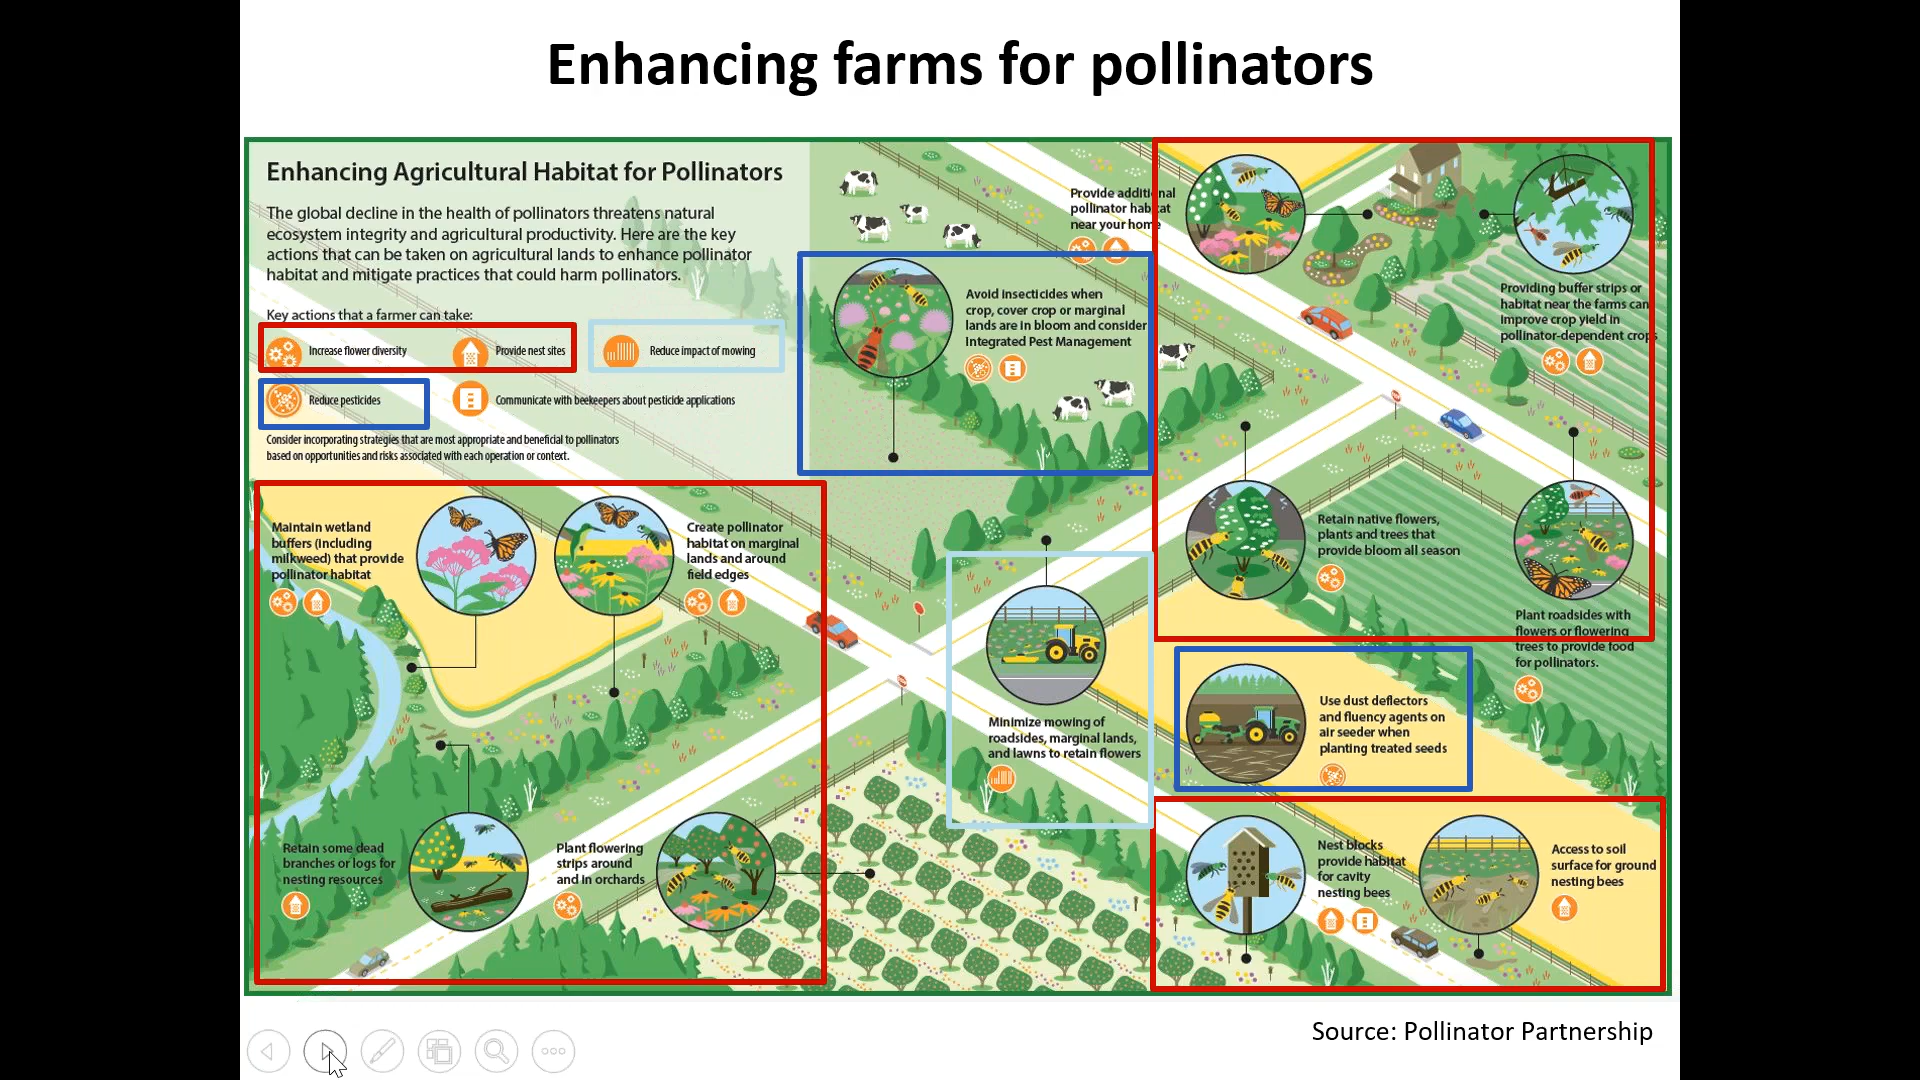 Enhancing farms for pollinators
Enhancing Agricultural Habitat for Pollinators
The global decline in the health of pollinators threatens natural
ecosystem integrity and agricultural productivity. Here are the key
actions that can be taken on agricultural lands to enhance pollinator
habitat and mitigate practices that could harm pollinators.
Key actions that a farmer can take:
Increase flower diversity
Provide nest sites
Reduce impact of mowing
Reduce pesticides
Communicate with beekeepers about pesticide applications
Consider incorporating strategies that are most appropriate and beneficial to pollinators
based on opportunities and risks associated with each operation or context.
Provide additional
pollinator habitat
near your home
Avoid insecticides when
crop, cover crop or marginal
lands are in bloom and consider
Integrated Pest Management
Providing buffer strips or
habitat near the farms can
improve crop yield in
pollinator-dependent crops
Maintain wetland
buffers (including
milkweed) that provide
pollinator habitat
Create pollinator
habitat on marginal
lands and around
field edges
Retain native flowers,
plants and trees that
provide bloom all season
Plant roadsides with
flowers or flowering
trees to provide food
for pollinators.
Minimize mowing of
roadsides, marginal lands,
and lawns to retain flowers
Use dust deflectors
and fluency agents on
air seeder when
planting treated seeds
Retain some dead
branches or logs for
nesting resources
Plant flowering
strips around
and in orchards
Nest blocks
provide habitat
for cavity
nesting bees
Access to soil
surface for ground
nesting bees
Source: Pollinator Partnership